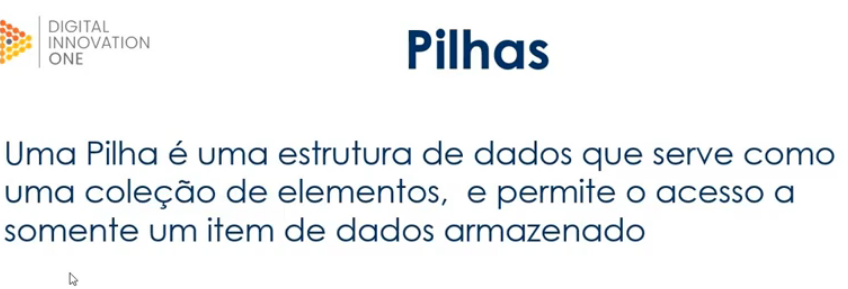 DIGITAL
INNOVATION
ONE
Pilhas
Uma Pilha é uma estrutura de dados que serve como
uma coleção de elementos,  e permite o acesso a
somente um item de dados armazenado